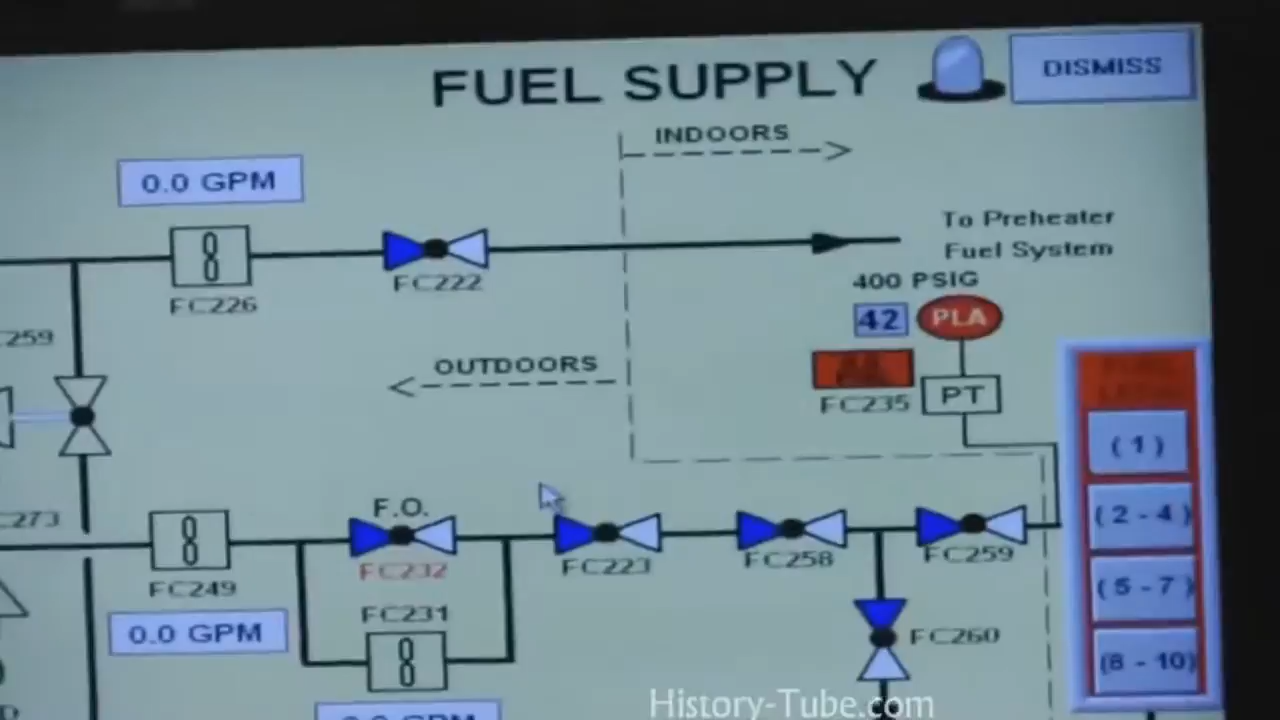 FUEL SUPPLY
DISMISS
INDOORS
0.0 GPM
To Preheater
Fuel System
FC222
FC226
400 PSIG
42
PLA
OUTDOORS
FC235
PT
(1)
C273
F.O.
(2-4)
FC232
FC223
FC258
FC259
FC249
(5-7)
FC231
0.0 GPM
FC260
(8-10)
History-Tube.com